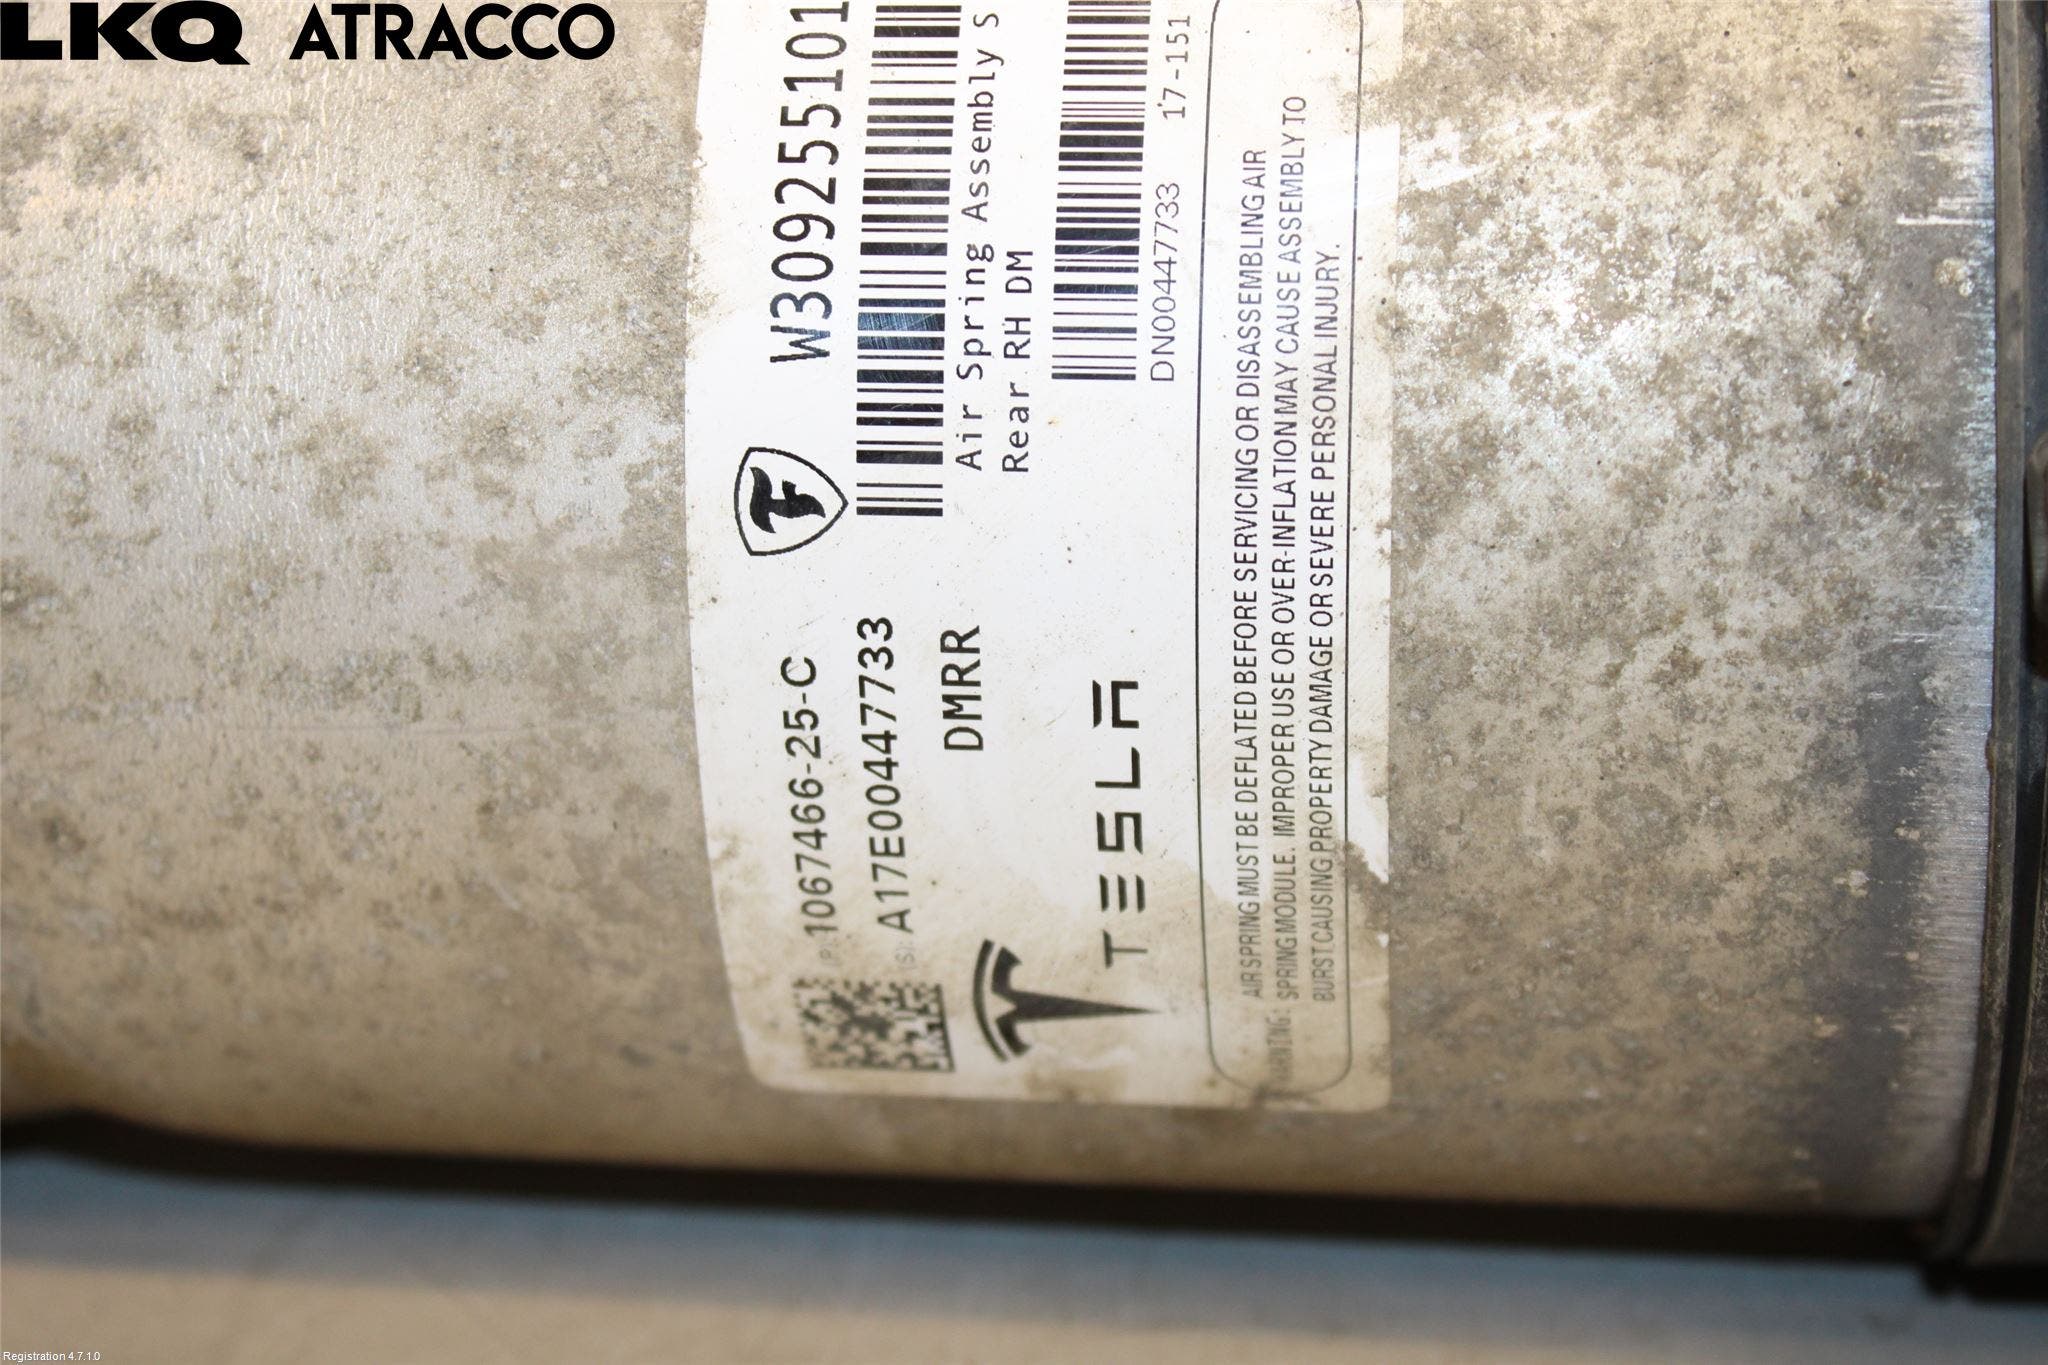 LKQ ATRACCO
1067466-25-C
A17E00447733
DMRR
TESLA
W309255101
Air Spring Assembly S
Rear RH DM
DN00447733 17-151
AIR SPRING MUST BE DEFLATED BEFORE SERVICING OR DISASSEMBLING AIR
WARNING: SPRING MODULE. IMPROPER USE OR OVER-INFLATION MAY CAUSE ASSEMBLY TO
BURST CAUSING PROPERTY DAMAGE OR SEVERE PERSONAL INJURY.
Registration 4.7.1.0